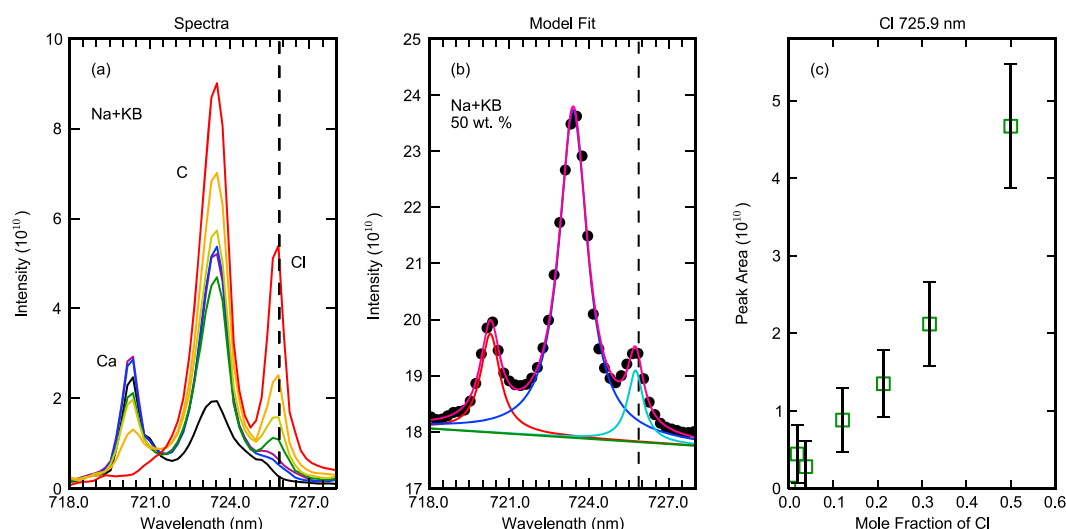 Spectra
10
8
6
4
2
0
(a)
Na+KB
C
Ca
Cl
718.0
721.0
724.0
727.0
Wavelength (nm)
Intensity (10¹⁰)
Model Fit
25
24
23
22
21
20
19
18
17
(b)
Na+KB
50 wt. %
718.0
721.0
724.0
727.0
Wavelength (nm)
Intensity (10¹⁰)
Cl 725.9 nm
5
4
3
2
1
0
(c)
0.0
0.1
0.2
0.3
0.4
0.5
0.6
Mole Fraction of Cl
Peak Area (10¹⁰)